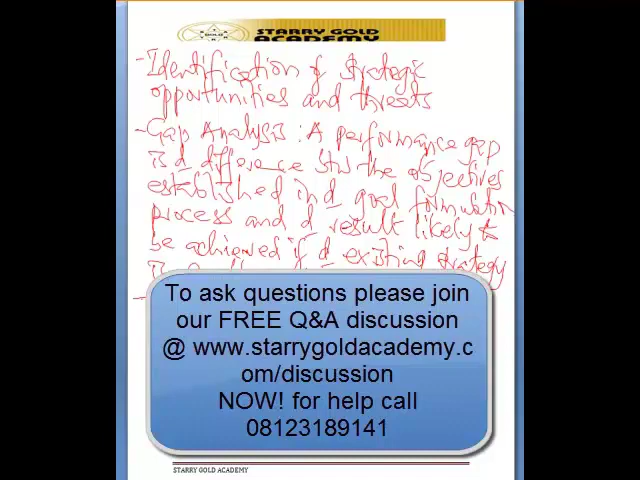 STARRY GOLD
ACADEMY
- Identification of strategic
opportunities and threats
- Gap Analysis : A performance gap
is d difference btw the objectives
established in d goal formulation
process and d result likely to
be achieved if d existing strategy
is
To ask questions please join
our FREE Q&A discussion
@ www.starrygoldacademy.c
om/discussion
NOW! for help call
08123189141
STARRY GOLD ACADEMY